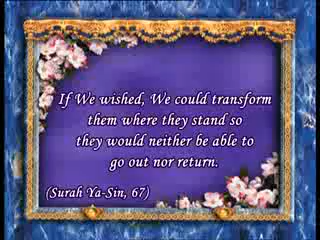 If We wished, We could transform
them where they stand so
they would neither be able to
go out nor return.
(Surah Ya-Sin, 67)